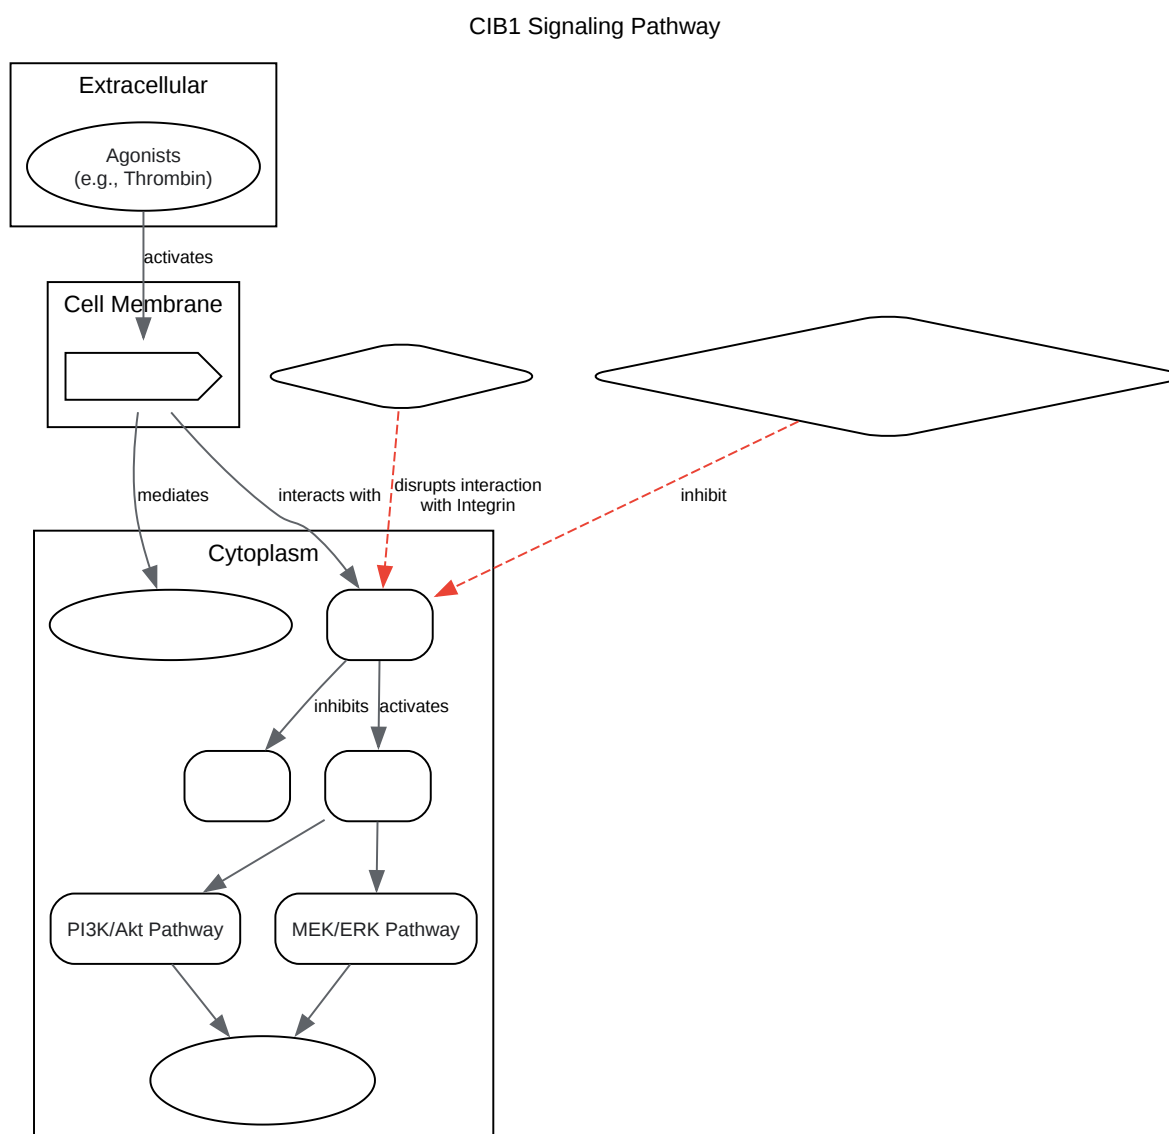 CIB1 Signaling Pathway
Extracellular
Agonists
(e.g., Thrombin)
activates
Cell Membrane
mediates
interacts with
disrupts interaction
with Integrin
inhibit
Cytoplasm
inhibits
activates
PI3K/Akt Pathway
MEK/ERK Pathway